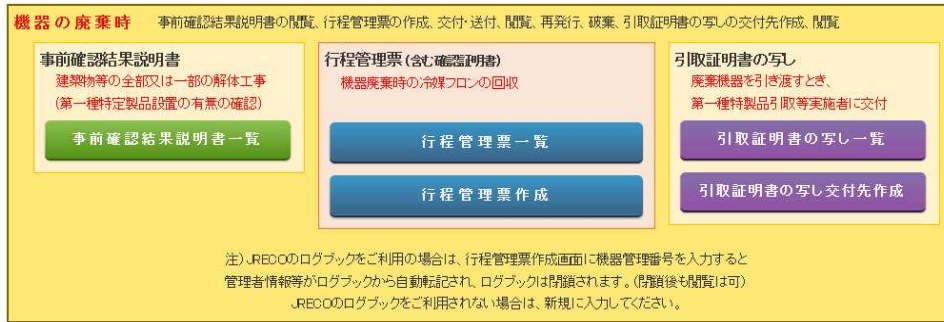 機器の廃棄時 事前確認結果説明書の閲覧、行程管理票の作成、交付・送付、閲覧、再発行、破棄、引取証明書の写しの交付先作成、閲覧
事前確認結果説明書
建築物等の全部又は一部の解体工事
(第一種特定製品設置の有無の確認)
事前確認結果説明書一覧
行程管理票(含む確認証明書)
機器廃棄時の冷媒フロンの回収
行程管理票一覧
行程管理票作成
引取証明書の写し
廃棄機器を引き渡すとき、
第一種特製品引取等実施者に交付
引取証明書の写し一覧
引取証明書の写し交付先作成
注)JRECOのログブックをご利用の場合は、行程管理票作成画面に機器管理番号を入力すると
管理者情報等がログブックから自動転記され、ログブックは閉鎖されます。(閉鎖後も閲覧は可)
JRECOのログブックをご利用されない場合は、新規に入力してください。